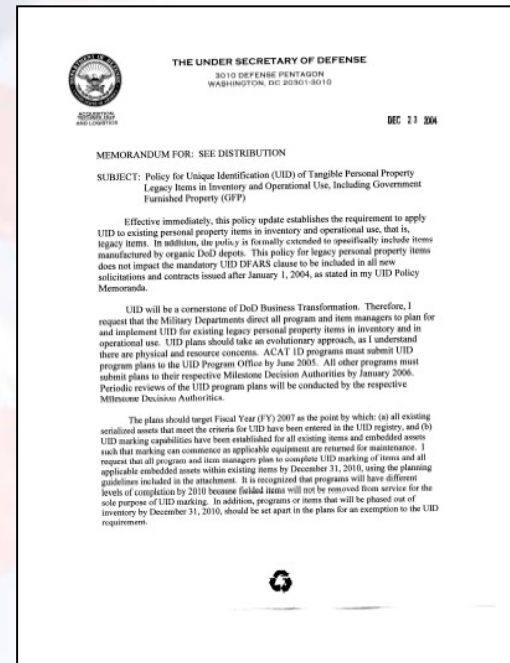 THE UNDER SECRETARY OF DEFENSE
3010 DEFENSE PENTAGON
WASHINGTON, DC 20301-3010
ACQUISITION,
TECHNOLOGY
AND LOGISTICS
DEC 23 2004
MEMORANDUM FOR: SEE DISTRIBUTION
SUBJECT: Policy for Unique Identification (UID) of Tangible Personal Property
Legacy Items in Inventory and Operational Use, Including Government
Furnished Property (GFP)
Effective immediately, this policy update establishes the requirement to apply
UID to existing personal property items in inventory and operational use, that is,
legacy items. In addition, the policy is formally extended to specifically include items
manufactured by organic DoD depots. This policy for legacy personal property items
does not impact the mandatory UID DFARS clause to be included in all new
solicitations and contracts issued after January 1, 2004, as stated in my UID Policy
Memoranda.
UID will be a cornerstone of DoD Business Transformation. Therefore, I
request that the Military Departments direct all program and item managers to plan for
and implement UID for existing legacy personal property items in inventory and in
operational use. UID plans should take an evolutionary approach, as I understand
there are physical and resource concerns. ACAT 1D programs must submit UID
program plans to the UID Program Office by June 2005. All other programs must
submit plans to their respective Milestone Decision Authorities by January 2006.
Periodic reviews of the UID program plans will be conducted by the respective
Milestone Decision Authorities.
The plans should target Fiscal Year (FY) 2007 as the point by which: (a) all existing
serialized assets that meet the criteria for UID have been entered in the UID registry, and (b)
UID marking capabilities have been established for all existing items and embedded assets
such that marking can commence as applicable equipment are returned for maintenance. I
request that all program and item managers plan to complete UID marking of items and all
applicable embedded assets within existing items by December 31, 2010, using the planning
guidelines included in the attachment. It is recognized that programs will have different
levels of completion by 2010 because fielded items will not be removed from service for the
sole purpose of UID marking. In addition, programs or items that will be phased out of
inventory by December 31, 2010, should be set apart in the plans for an exemption to the UID
requirement.